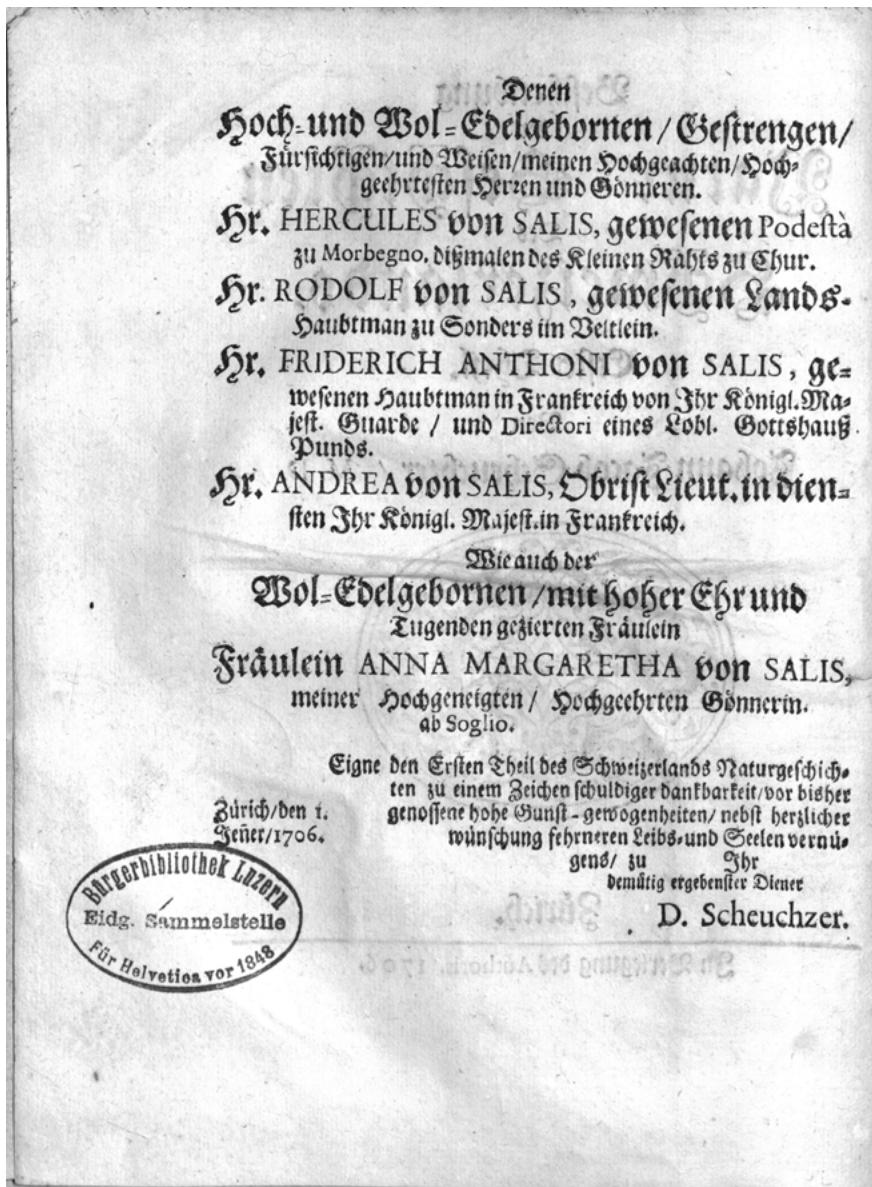 Denen
Hoch-und Wol-Edelgebornen/Gestrengen/
Fürsichtigen/und Weisen/meinen Hochgeachten/Hoch-
geehrtesten Herren und Gönneren.
Hr. HERCULES von SALIS, gewesenen Podestà
zu Morbegno, dißmalen des Kleinen Rahts zu Chur.
Hr. RODOLF von SALIS, gewesenen Lands-
Haubtman zu Sonders im Veltlein.
Hr. FRIDERICH ANTHONI von SALIS, ge-
wesenen Haubtman in Frankreich von Ihr Königl. Ma-
jest. Guarde / und Directori eines Lobl. Gottshauß
Punds.
Hr. ANDREA von SALIS, Obrist Lieut. in dien-
sten Ihr Königl. Majest. in Frankreich.
Wie auch der
Wol-Edelgebornen/mit hoher Ehr und
Tugenden gezierten Fräulein
Fräulein ANNA MARGARETHA von SALIS,
meiner Hochgeneigten/ Hochgeehrten Gönnerin.
ab Soglio.
Eigne den Ersten Theil des Schweizerlands Naturgeschich-
ten zu einem Zeichen schuldiger dankbarkeit/vor bisher
genossene hohe Gunst-gewogenheiten/ nebst herzlicher
wünschung fehrneren Leibs-und Seelen vernü-
gens/ zu Ihr
demütig ergebenster Diener
D. Scheuchzer.
Zürich/den 1.
Jeñer/1706.
Bürgerbibliothek Luzern
Eidg. Sammelstelle
Für Helvetica vor 1848